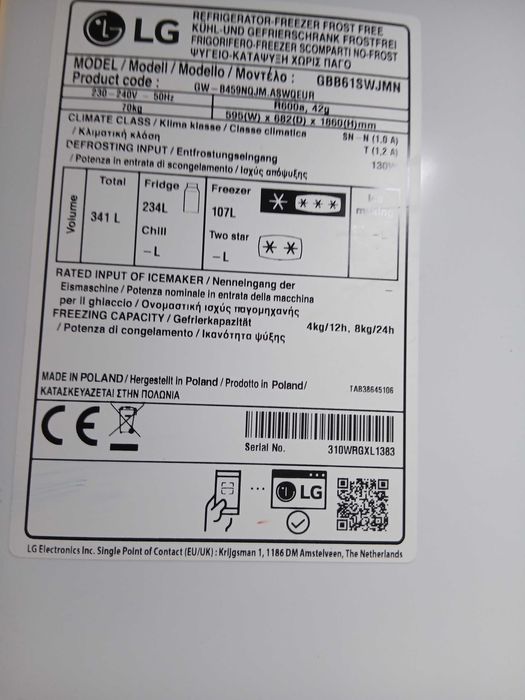 LG
REFRIGERATOR-FREEZER FROST FREE
KÜHL-UND GEFRIERSCHRANK FROSTFREI
FRIGORIFERO-FREEZER SCOMPARTI NO-FROST
ΨΥΓΕΙΟ-ΚΑΤΑΨΥΞΗ ΧΩΡΙΣ ΠΑΓΟ
MODEL / Modell / Modello / Μοντέλο : GBB61SWJMN
Product code : GW-B459NQJM.ASWQEUR
230-240V~ 50Hz R600a, 42g
70kg 595(W) x 682(D) x 1860(H)mm
CLIMATE CLASS / Klima klasse / Classe climatica SN-N (1,0 A)
/ Κλιματική κλάση T (1,2 A)
DEFROSTING INPUT / Entfrostungseingang
/ Potenza in entrata di scongelamento / Ισχύς απόψυξης 130W
Volume
Total Fridge Freezer
341 L 234L 107L
Chill Two star
-L -L -L
RATED INPUT OF ICEMAKER / Nenneingang der
Eismaschine / Potenza nominale in entrata della macchina
per il ghiaccio / Ονομαστική ισχύς παγομηχανής –
FREEZING CAPACITY / Gefrierkapazität 4kg/12h, 8kg/24h
/ Potenza di congelamento / Ικανότητα ψύξης
MADE IN POLAND / Hergestellt in Poland / Prodotto in Poland/ TAB38645106
ΚΑΤΑΣΚΕΥΑΖΕΤΑΙ ΣΤΗΝ ΠΟΛΩΝΙΑ
CE
Serial No. 310WRGXL1383
... LG
LG Electronics Inc. Single Point of Contact (EU/UK) : Krijgsman 1, 1186 DM Amstelveen, The Netherlands